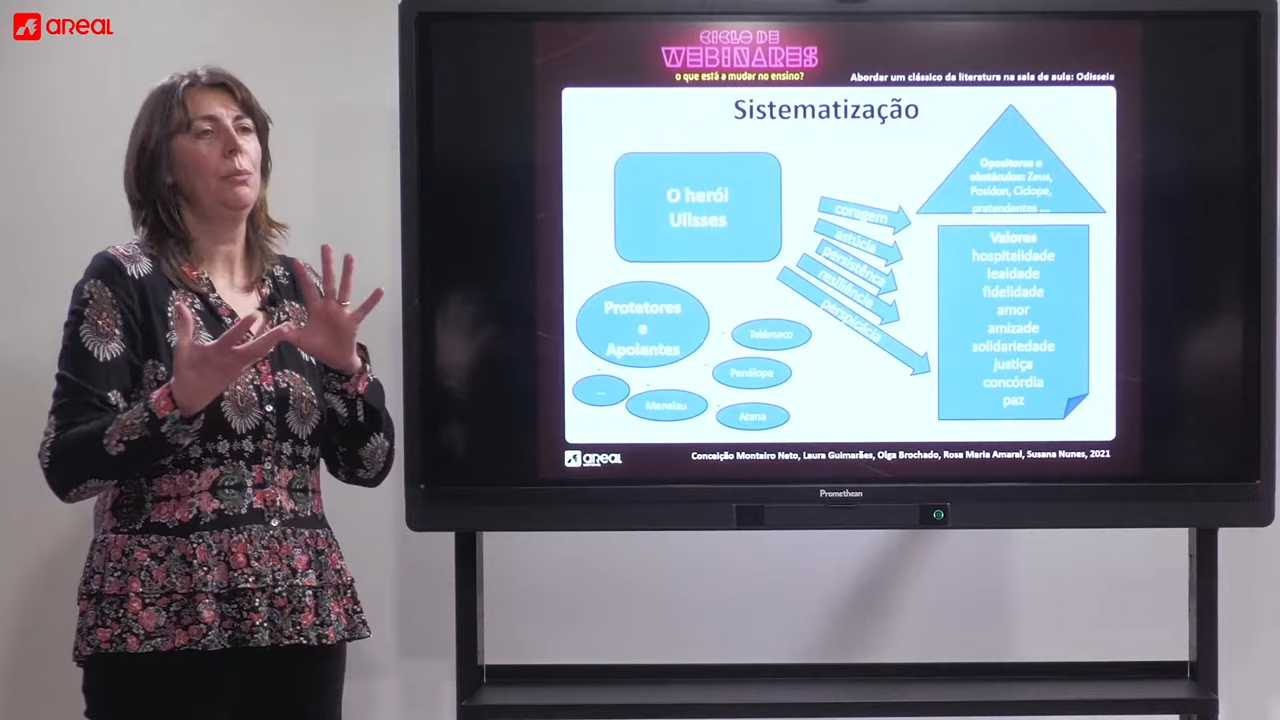 AREAL
CICLO DE
WEBINARES
o que está a mudar no ensino?
Abordar um clássico da literatura na sala de aula: Odisseia
Sistematização
O herói
Ulisses
Opositores e
obstáculos: Zeus,
Posídon, Ciclope,
pretendentes ...
coragem
astúcia
persistência
resiliência
perspicácia
Valores
hospitalidade
lealdade
fidelidade
amor
amizade
solidariedade
justiça
concórdia
paz
Protetores
e
Apoiantes
Telémaco
Penélope
...
Menelau
Atena
AREAL
Conceição Monteiro Neto, Laura Guimarães, Olga Brochado, Rosa Maria Amaral, Susana Nunes, 2021
Promethean